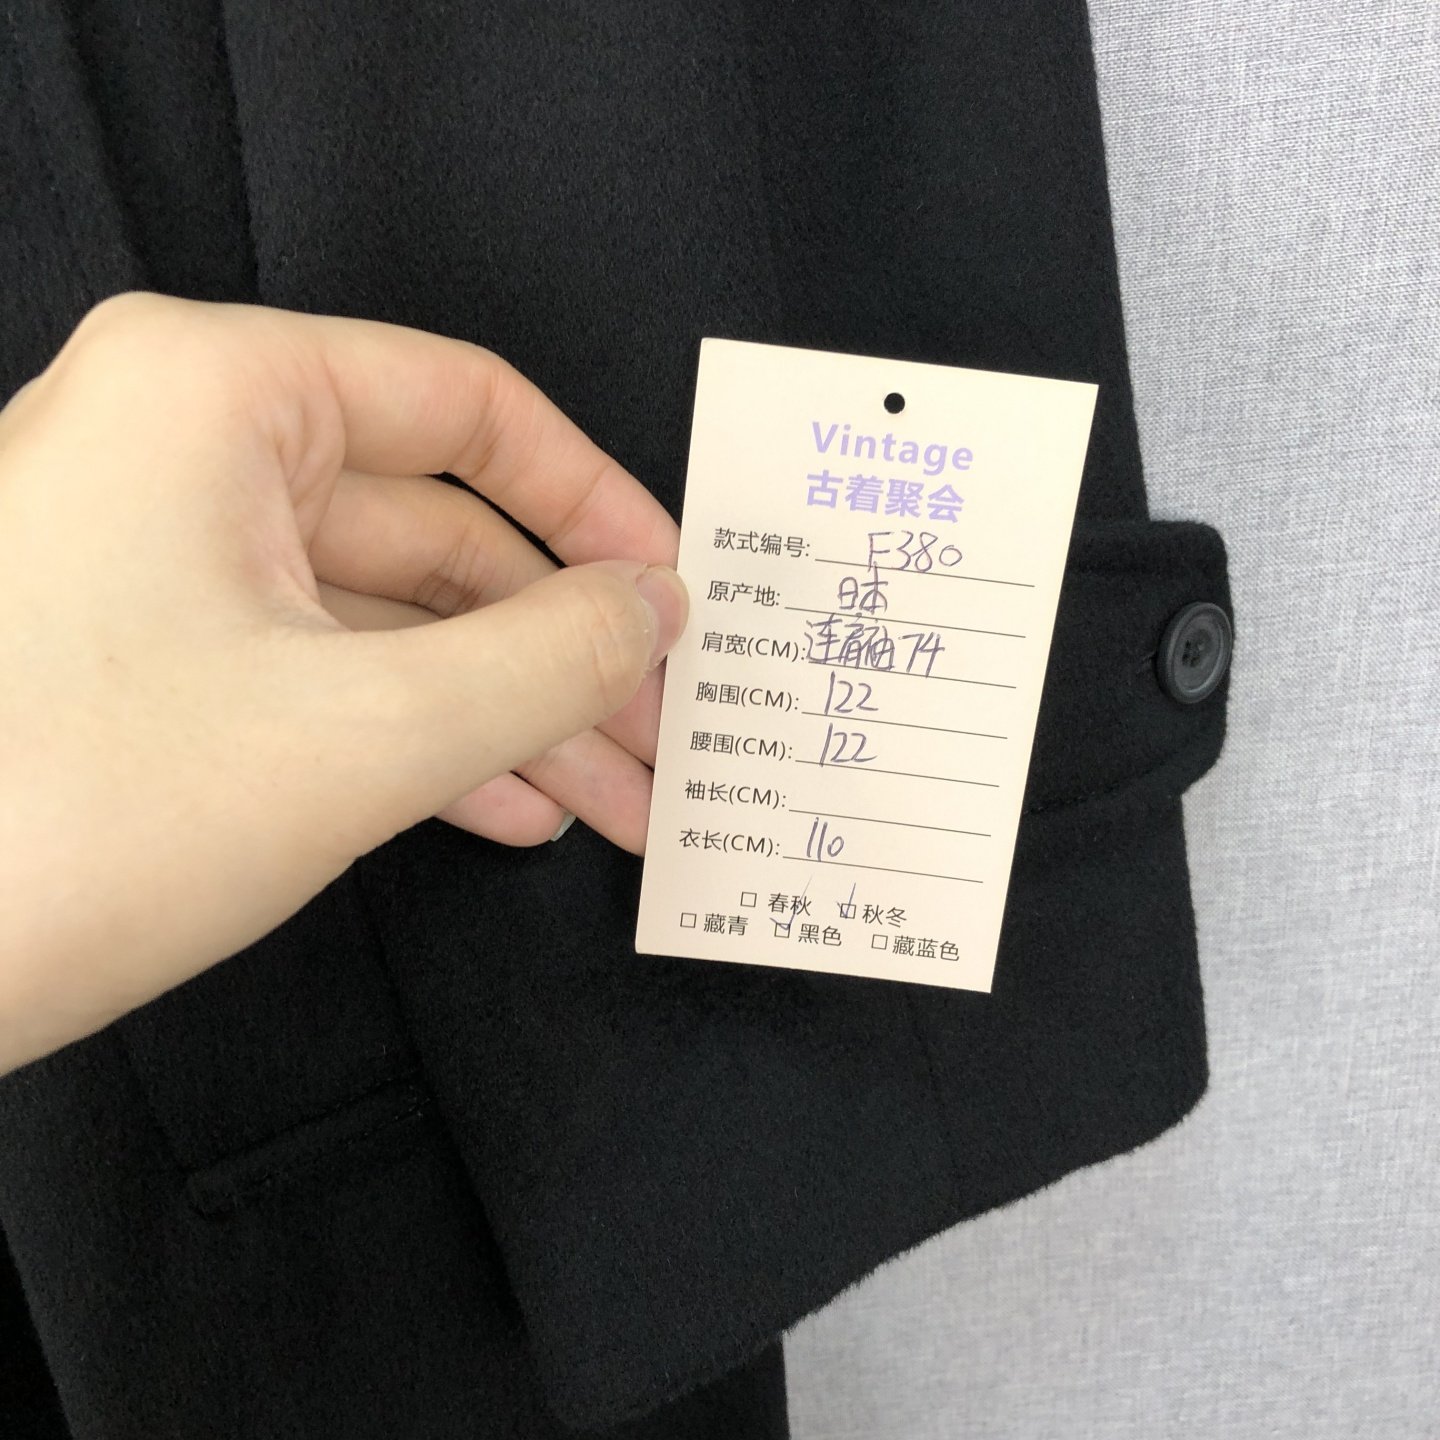 Vintage
古着聚会
款式编号: F380
原产地: 日本
肩宽(CM): 连肩袖74
胸围(CM): 122
腰围(CM): 122
袖长(CM):
衣长(CM): 110
□ 春秋 ☑ 秋冬
□ 藏青 ☑ 黑色 □ 藏蓝色